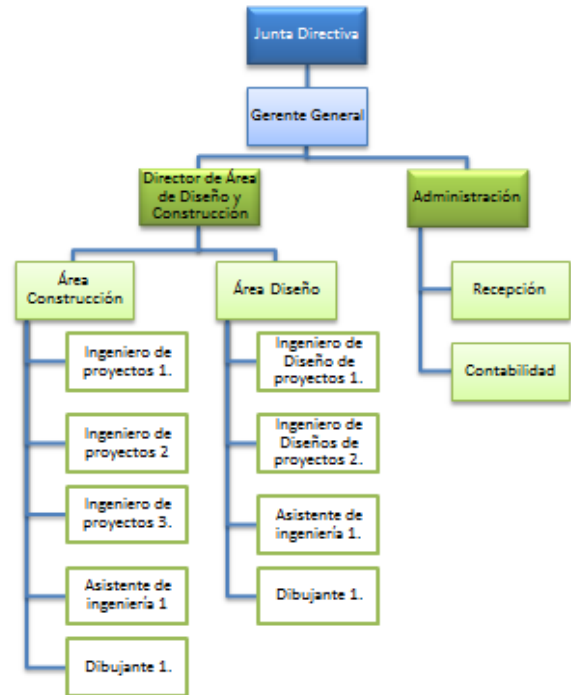 Junta Directiva
Gerente General
Director de Área
de Diseño y
Construcción
Administración
Área
Construcción
Área Diseño
Recepción
Contabilidad
Ingeniero de
proyectos 1.
Ingeniero de
proyectos 2
Ingeniero de
proyectos 3.
Asistente de
ingeniería 1
Dibujante 1.
Ingeniero de
Diseño de
proyectos 1.
Ingeniero de
Diseños de
proyectos 2.
Asistente de
ingeniería 1.
Dibujante 1.